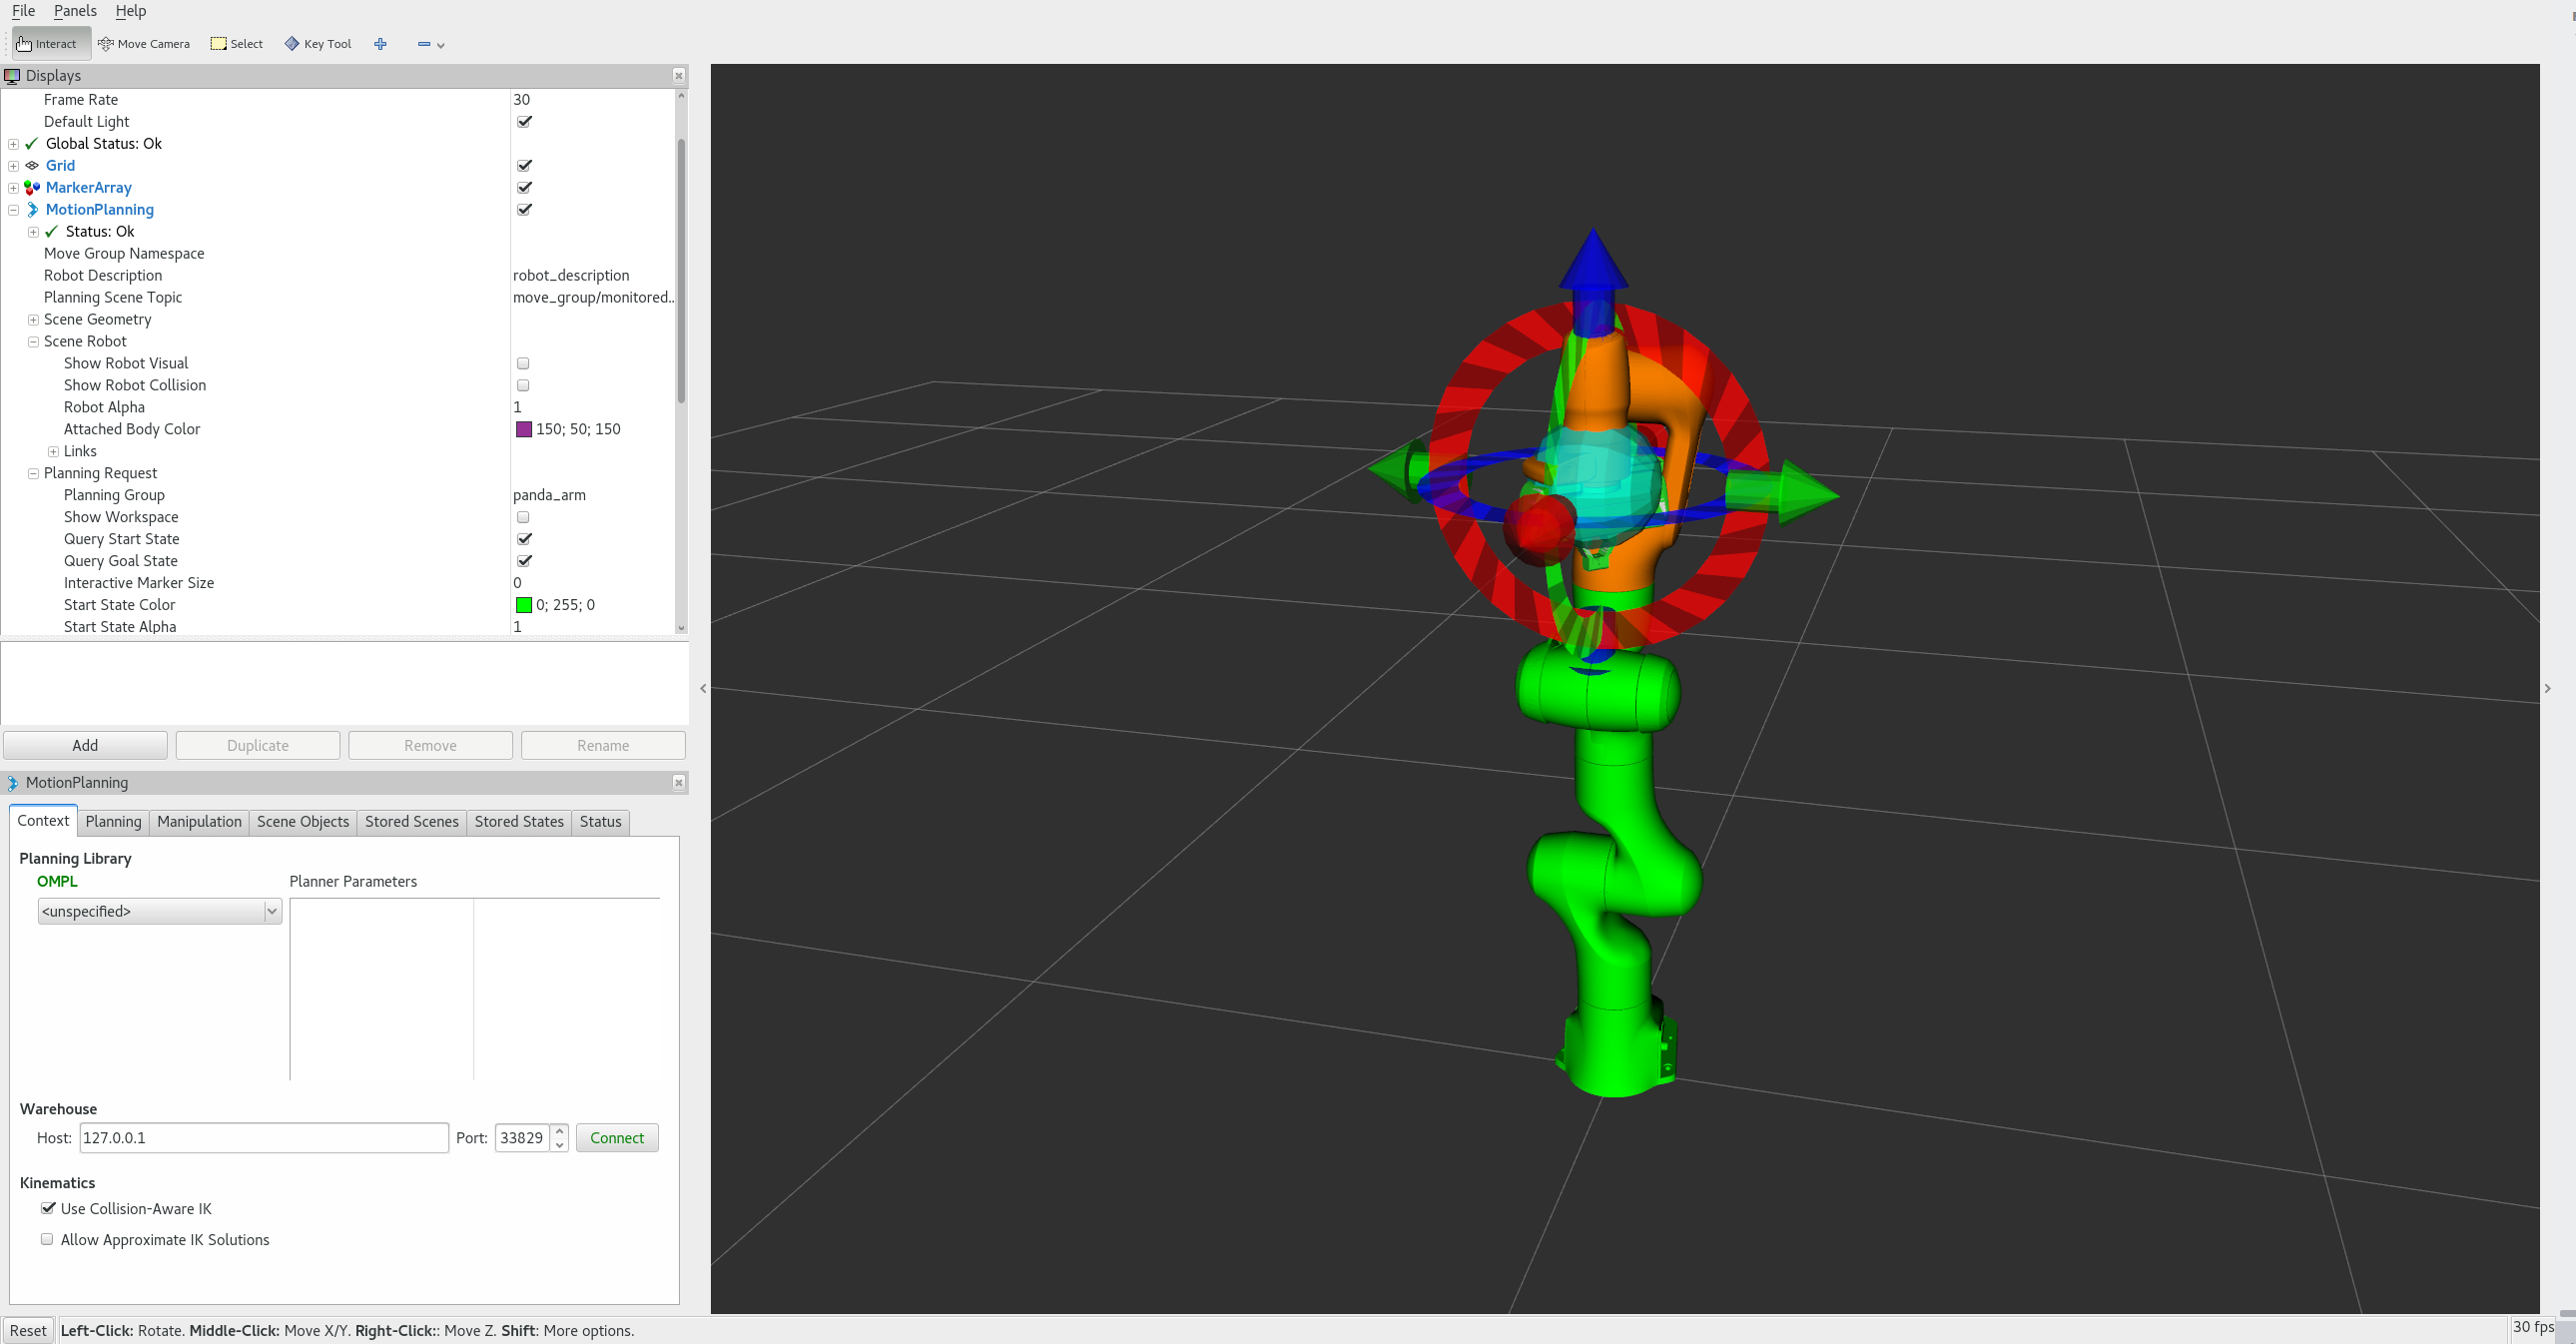 File Panels Help
Interact Move Camera Select Key Tool
Displays
Frame Rate 30
Default Light
Global Status: Ok
Grid
MarkerArray
MotionPlanning
Status: Ok
Move Group Namespace
Robot Description robot_description
Planning Scene Topic move_group/monitored..
Scene Geometry
Scene Robot
Show Robot Visual
Show Robot Collision
Robot Alpha 1
Attached Body Color 150; 50; 150
Links
Planning Request
Planning Group panda_arm
Show Workspace
Query Start State
Query Goal State
Interactive Marker Size 0
Start State Color 0; 255; 0
Start State Alpha 1
Add Duplicate Remove Rename
MotionPlanning
Context Planning Manipulation Scene Objects Stored Scenes Stored States Status
Planning Library
OMPL Planner Parameters
<unspecified>
Warehouse
Host: 127.0.0.1 Port: 33829 Connect
Kinematics
Use Collision-Aware IK
Allow Approximate IK Solutions
Reset Left-Click: Rotate. Middle-Click: Move X/Y. Right-Click:: Move Z. Shift: More options. 30 fps